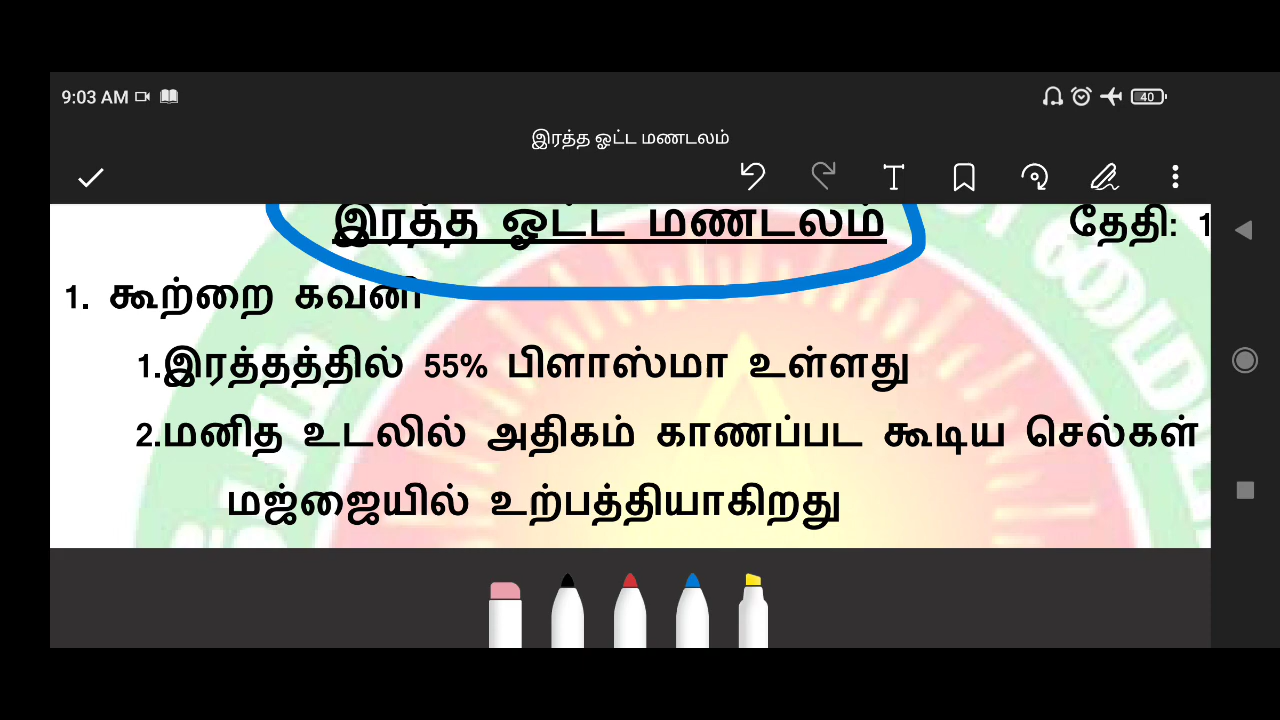 9:03 AM
40
இரத்த ஓட்ட மணடலம்
இரத்த ஓட்ட மணடலம்
தேதி: 1
1. கூற்றை கவனி
1.இரத்தத்தில் 55% பிளாஸ்மா உள்ளது
2.மனித உடலில் அதிகம் காணப்பட கூடிய செல்கள்
மஜ்ஜையில் உற்பத்தியாகிறது